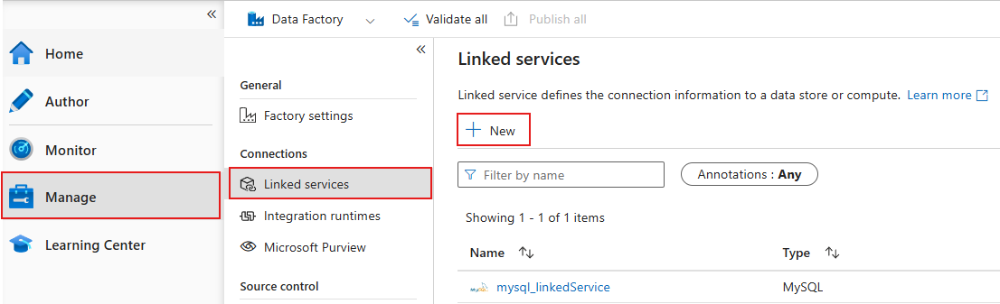 «
Home
Author
Monitor
Manage
Learning Center
Data Factory
Validate all
Publish all
«
General
Factory settings
Connections
Linked services
Integration runtimes
Microsoft Purview
Source control
Linked services
Linked service defines the connection information to a data store or compute. Learn more
New
Filter by name
Annotations : Any
Showing 1 - 1 of 1 items
Name Type
MySQL mysql_linkedService MySQL